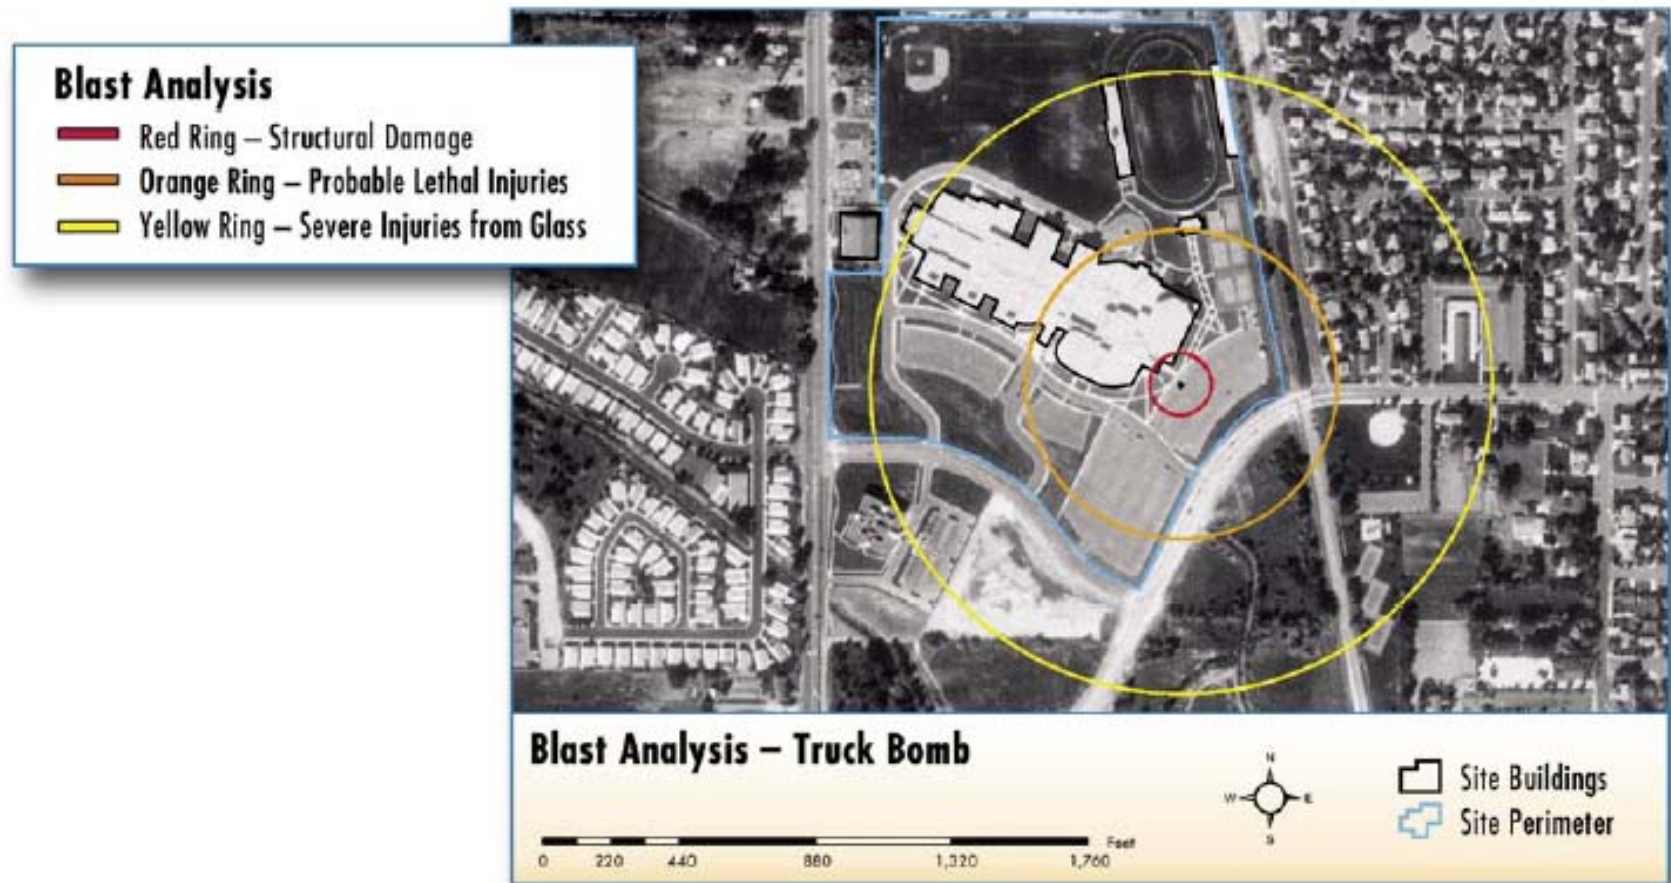 Blast Analysis
Red Ring – Structural Damage
Orange Ring – Probable Lethal Injuries
Yellow Ring – Severe Injuries from Glass
Blast Analysis – Truck Bomb
N
W E
S
Site Buildings
Site Perimeter
Feet
0 220 440 880 1,320 1,760